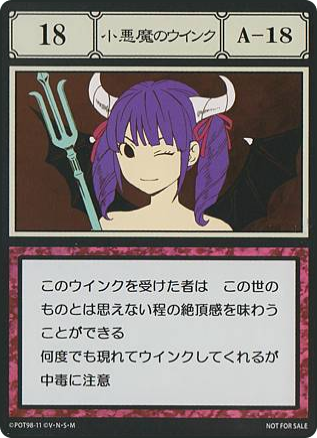 18
小悪魔のウインク
A-18
このウインクを受けた者は　この世の
ものとは思えない程の絶頂感を味わう
ことができる
何度でも現れてウインクしてくれるが
中毒に注意
©POT98-11 ©V・N・S・M
NOT FOR SALE